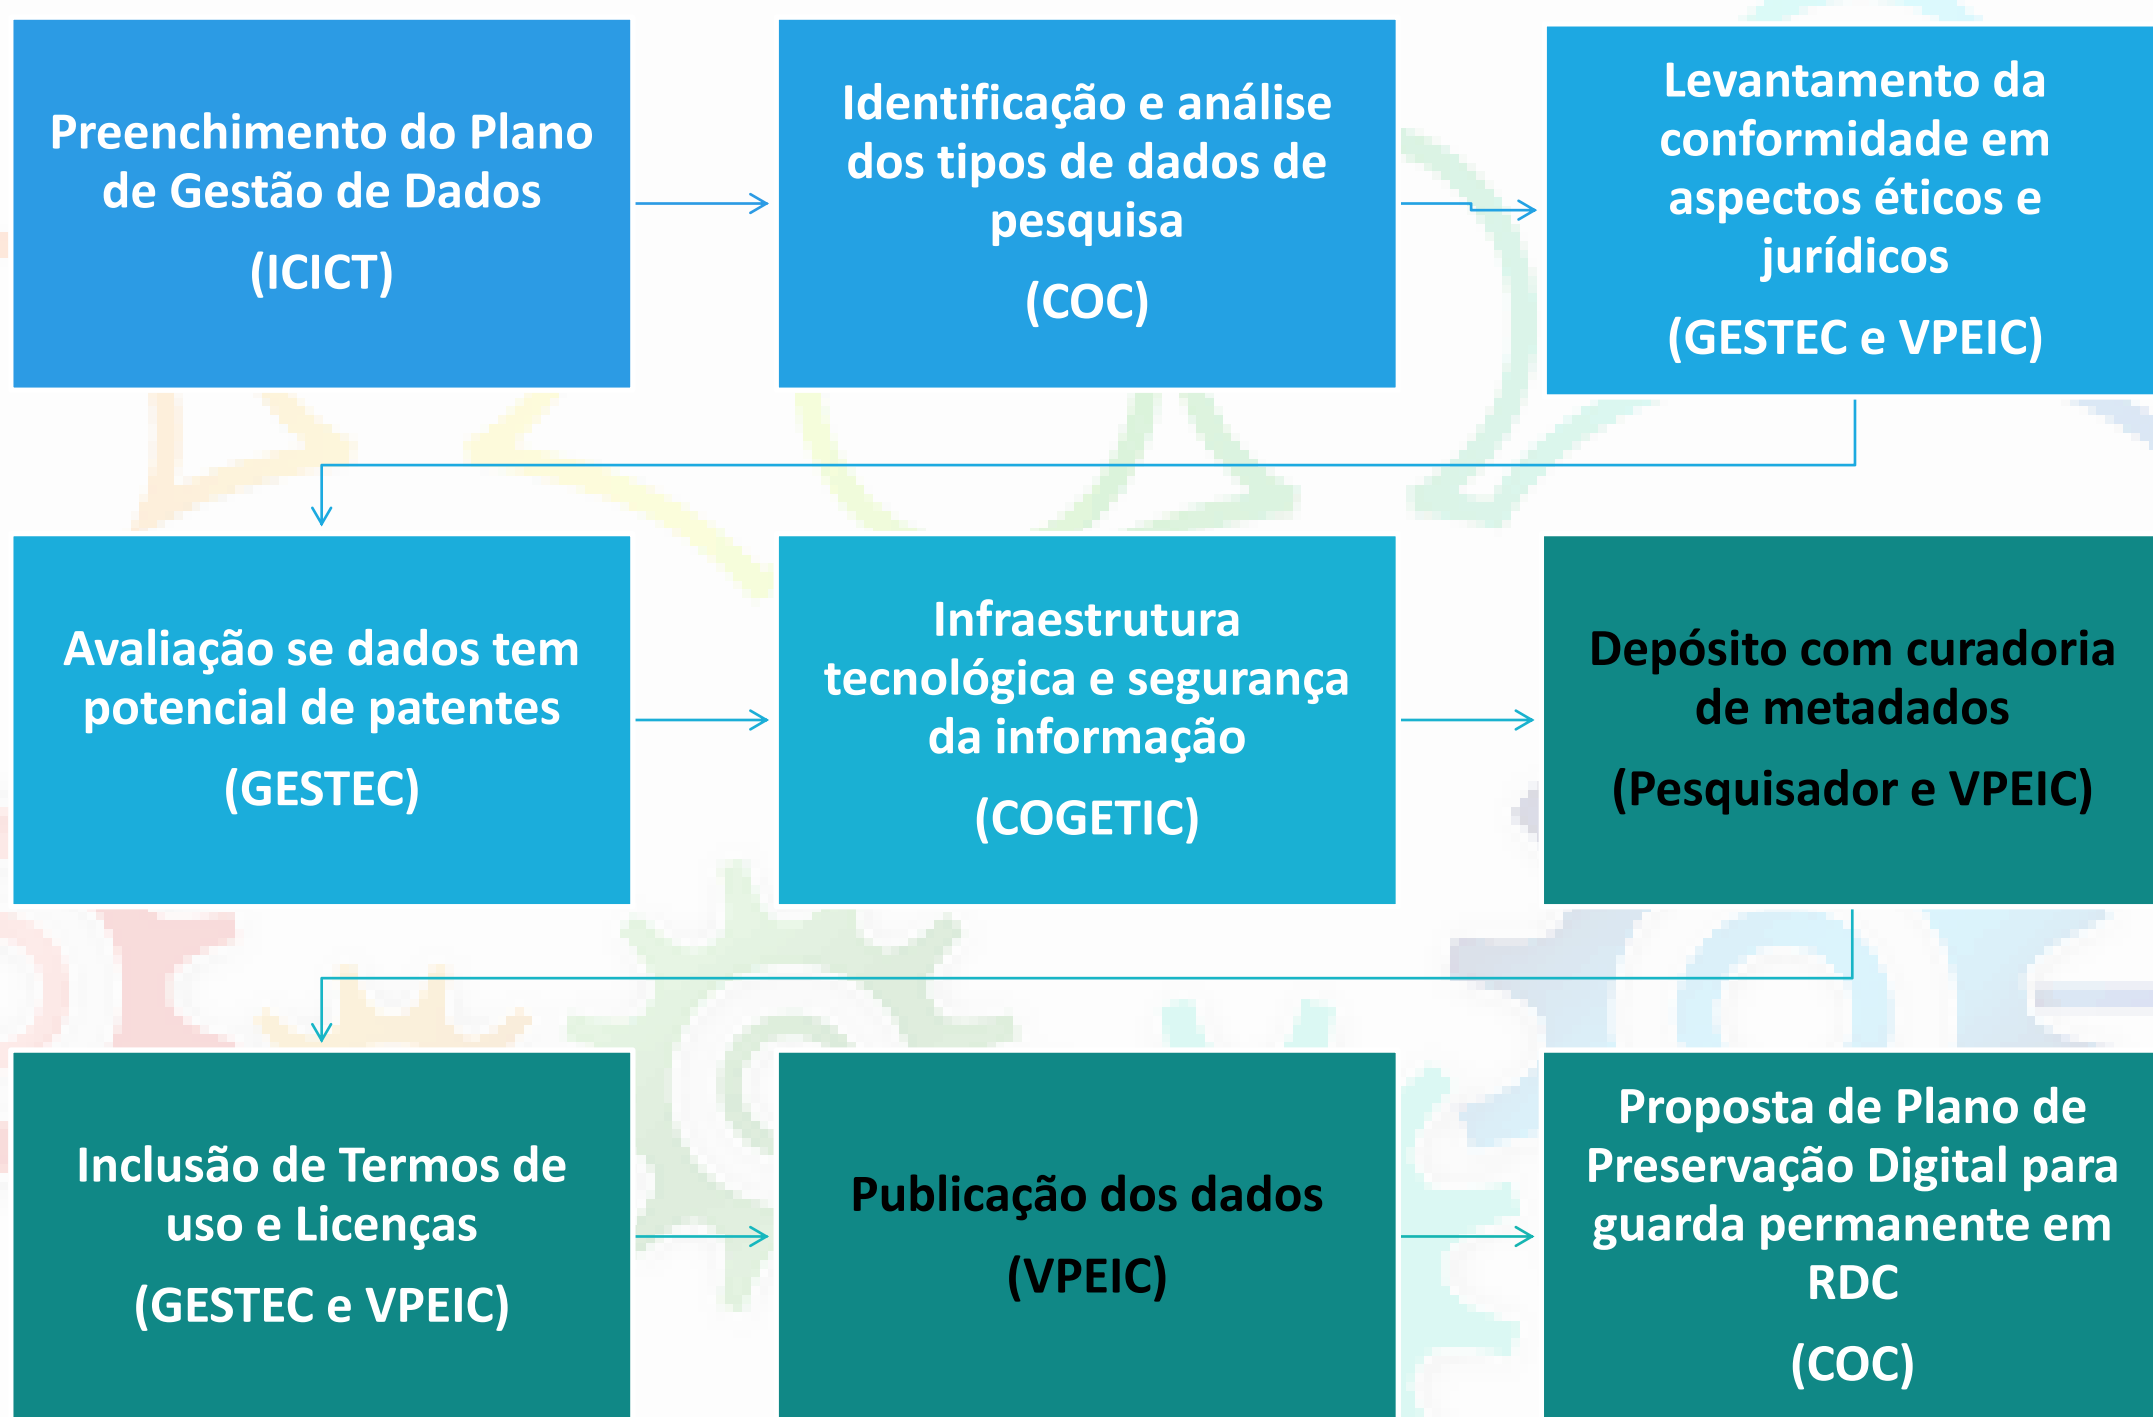 Preenchimento do Plano
de Gestão de Dados
(ICICT)
Identificação e análise
dos tipos de dados de
pesquisa
(COC)
Levantamento da
conformidade em
aspectos éticos e
jurídicos
(GESTEC e VPEIC)
Avaliação se dados tem
potencial de patentes
(GESTEC)
Infraestrutura
tecnológica e segurança
da informação
(COGETIC)
Depósito com curadoria
de metadados
(Pesquisador e VPEIC)
Inclusão de Termos de
uso e Licenças
(GESTEC e VPEIC)
Publicação dos dados
(VPEIC)
Proposta de Plano de
Preservação Digital para
guarda permanente em
RDC
(COC)